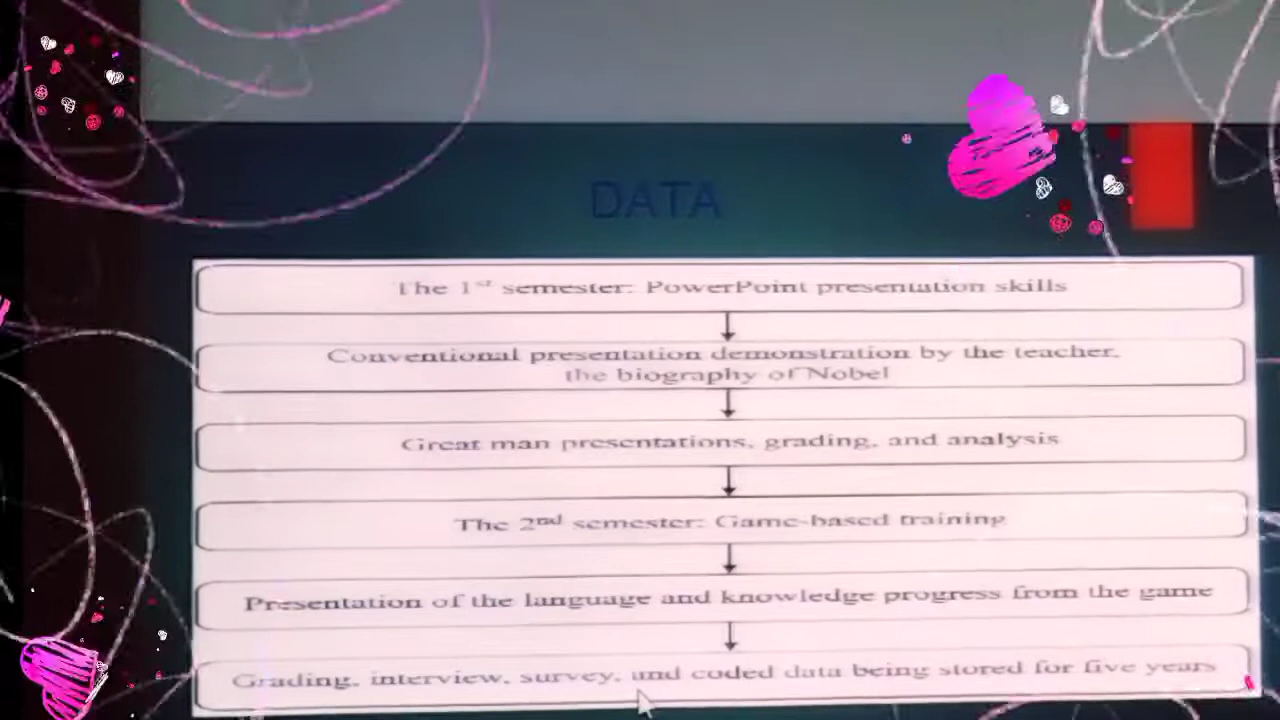 DATA
The 1st semester: PowerPoint presentation skills
Conventional presentation demonstration by the teacher,
the biography of Nobel
Great man presentations, grading, and analysis
The 2nd semester: Game-based training
Presentation of the language and knowledge progress from the game
Grading, interview, survey, and coded data being stored for five years